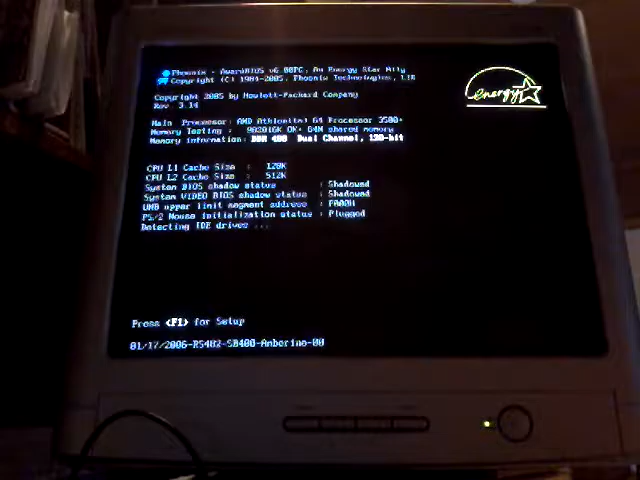 Phoenix - AwardBIOS v6.00PG, An Energy Star Ally
Copyright (C) 1984-2005, Phoenix Technologies, LTD
energy
Copyright 2005 by Hewlett-Packard Company
Rev. 3.14
Main Processor: AMD Athlon(tm) 64 Processor 3500+
Memory Testing : 982016K OK+ 64M shared memory
Memory information: DDR 400 Dual Channel, 128-bit
CPU L1 Cache Size : 128K
CPU L2 Cache Size : 512K
System BIOS shadow status : Shadowed
System VIDEO BIOS shadow status : Shadowed
UMB upper limit segment address : F000H
PS/2 Mouse initialization status : Plugged
Detecting IDE drives ...
Press <F1> for Setup
01/17/2006-RS482-SB400-Amberine-00